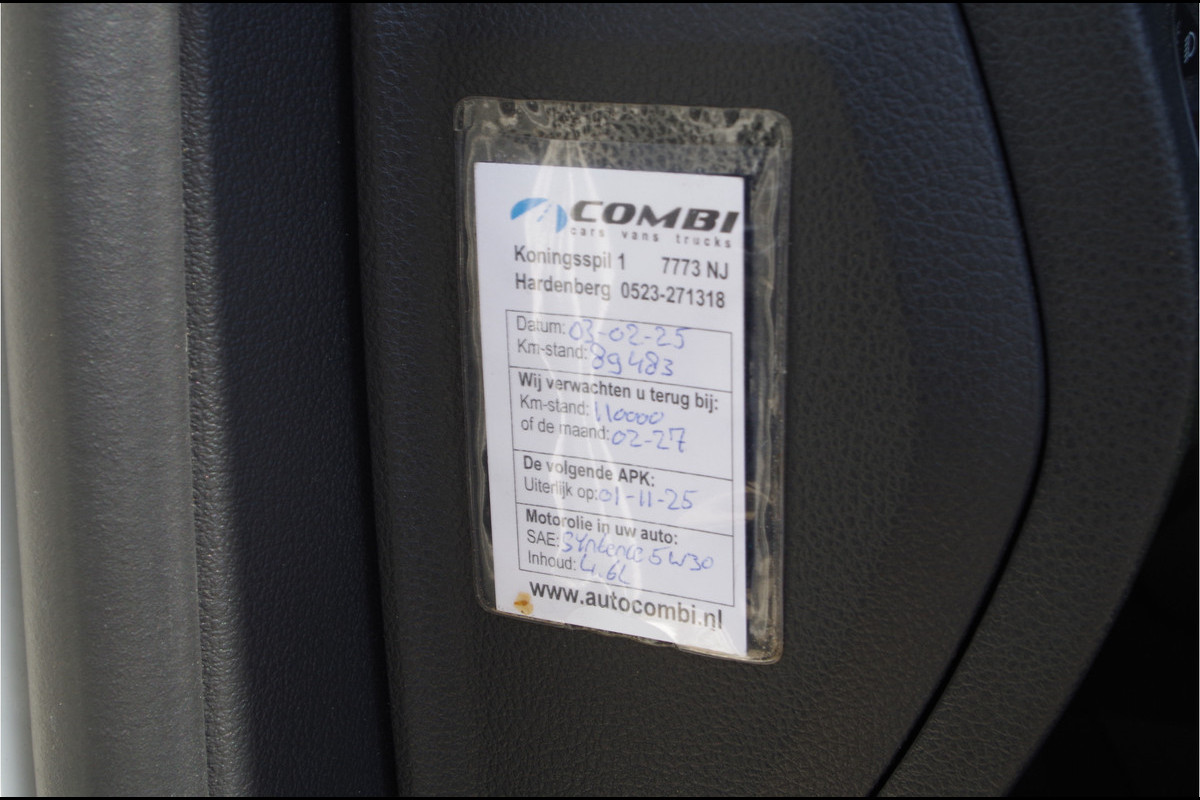 COMBI
cars vans trucks
Koningsspil 1 7773 NJ
Hardenberg 0523-271318
Datum: 03-02-25
Km-stand: 89483
Wij verwachten u terug bij:
Km-stand: 110000
of de maand: 02-27
De volgende APK:
Uiterlijk op: 01-11-25
Motorolie in uw auto:
SAE: 5W30
Inhoud: 4.6L
www.autocombi.nl